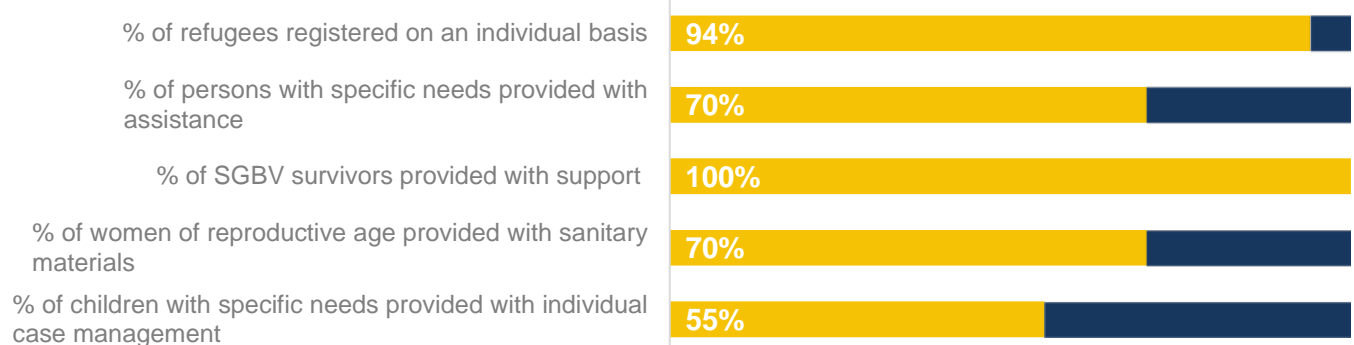 % of refugees registered on an individual basis
94%
% of persons with specific needs provided with
assistance
70%
% of SGBV survivors provided with support
100%
% of women of reproductive age provided with sanitary
materials
70%
% of children with specific needs provided with individual
case management
55%